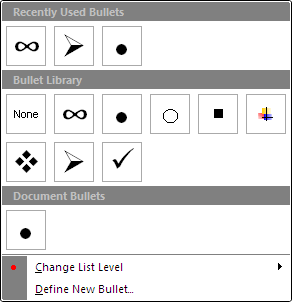 Recently Used Bullets
Bullet Library
None
Document Bullets
Change List Level
Define New Bullet...